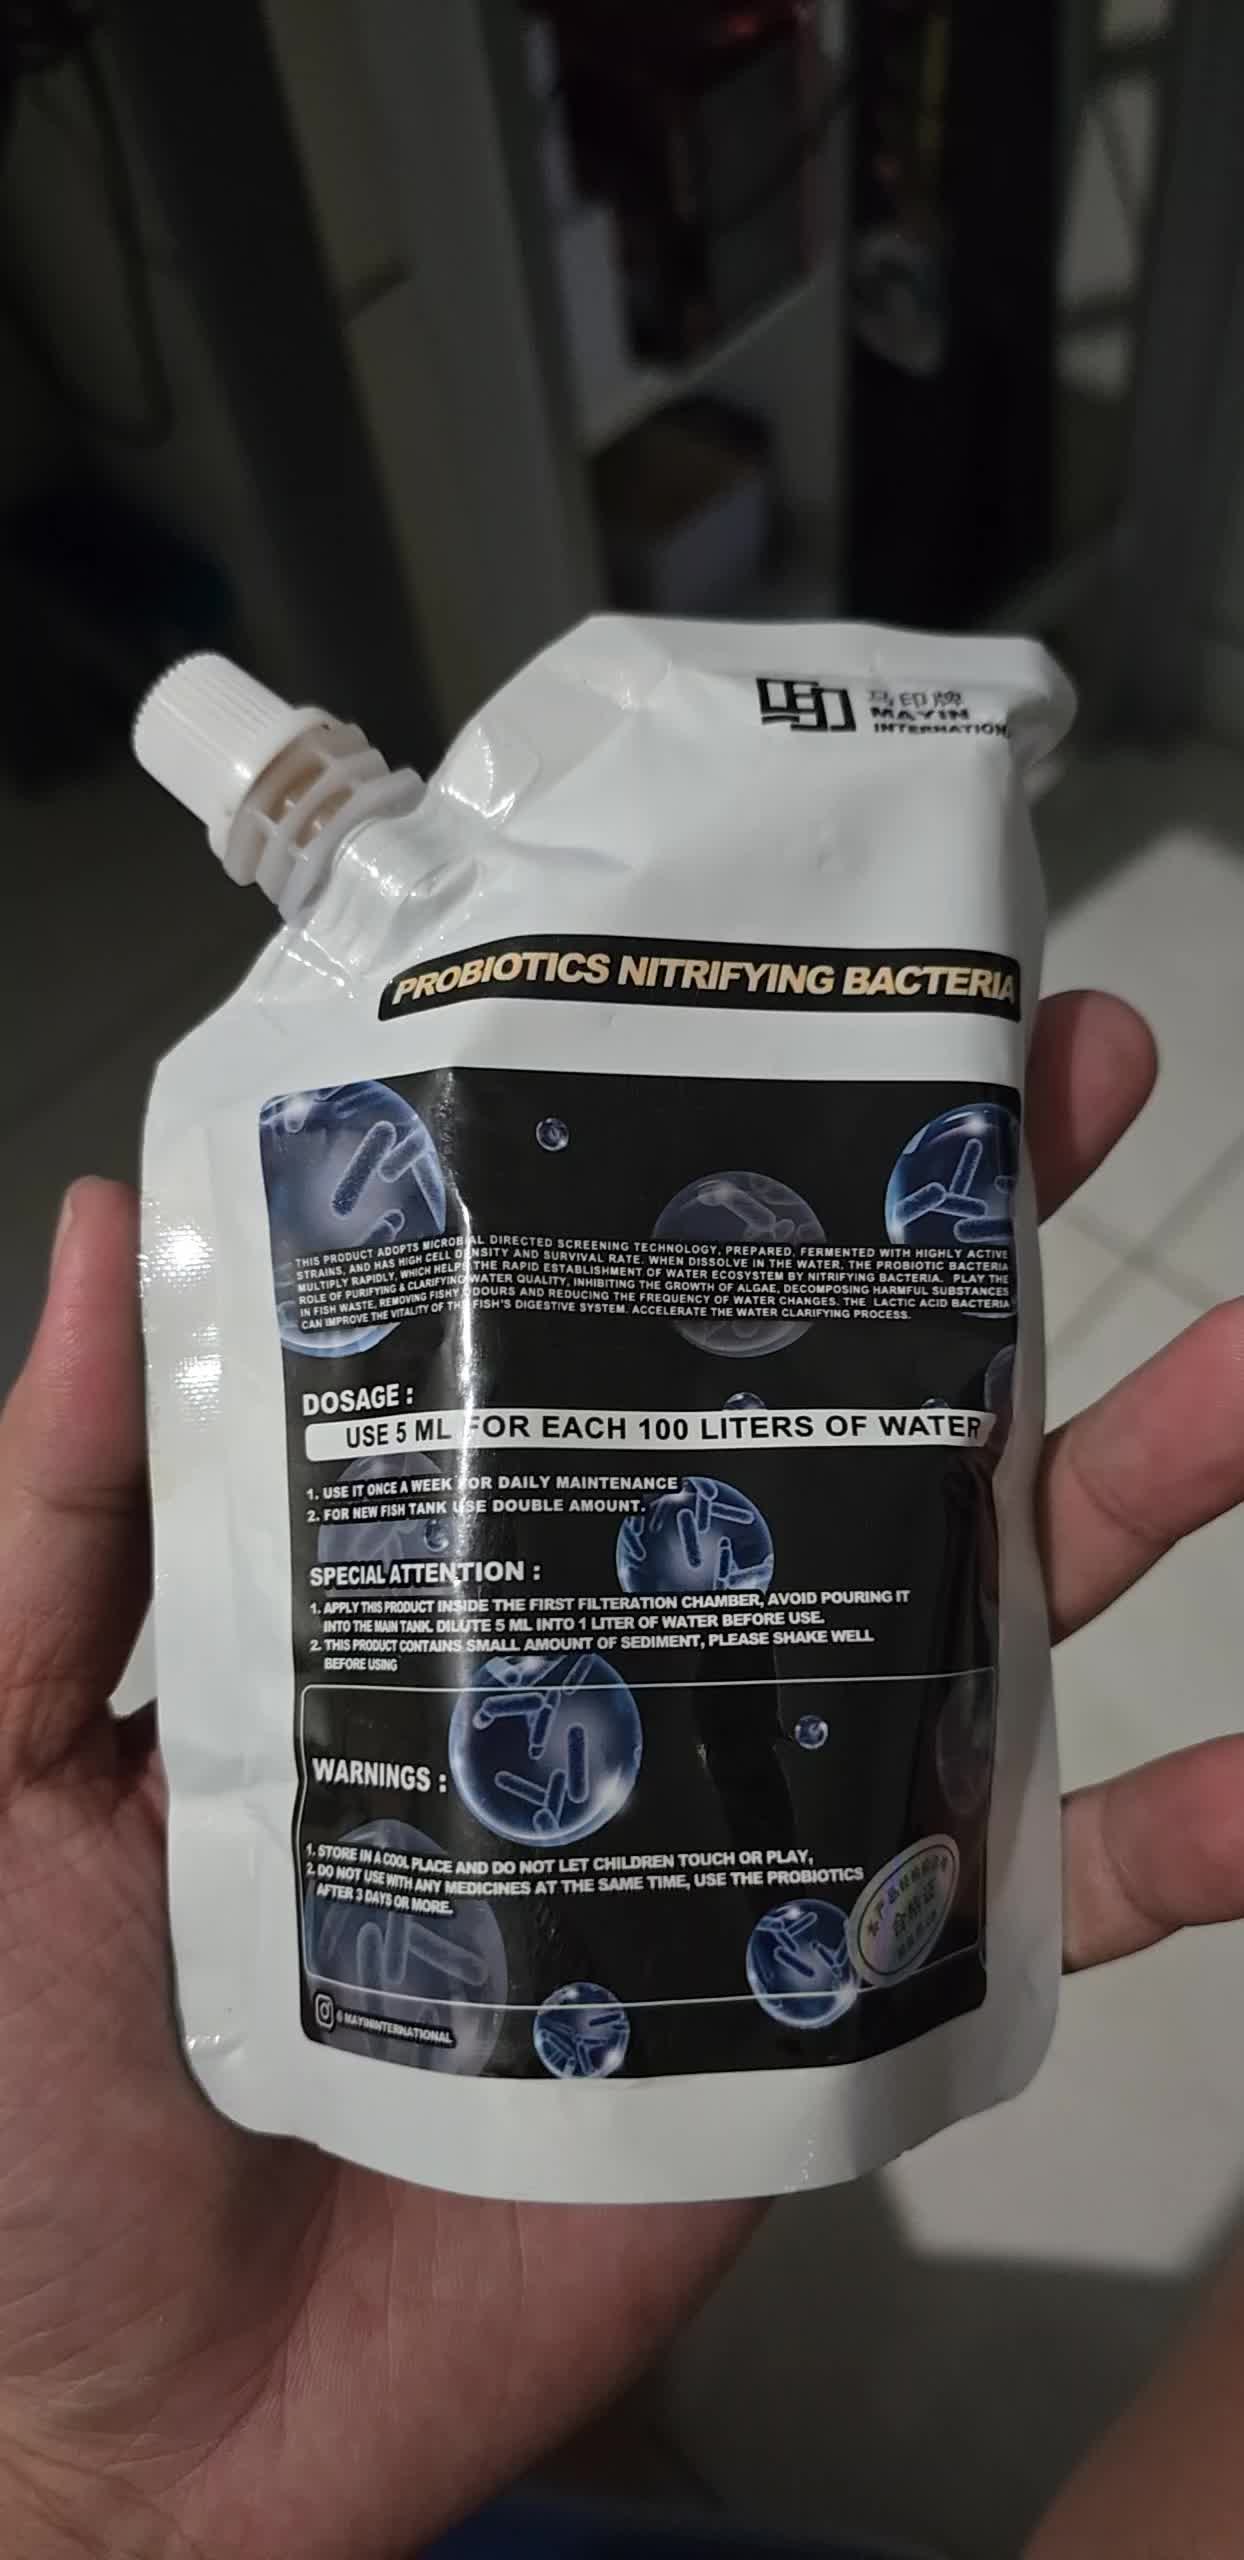 马印牌
MAYIN
INTERNATION
PROBIOTICS NITRIFYING BACTERIA
THIS PRODUCT ADOPTS MICROBIAL DIRECTED SCREENING TECHNOLOGY, PREPARED, FERMENTED WITH HIGHLY ACTIVE
STRAINS, AND HAS HIGH CELL DENSITY AND SURVIVAL RATE. WHEN DISSOLVE IN THE WATER, THE PROBIOTIC BACTERIA
MULTIPLY RAPIDLY, WHICH HELPS THE RAPID ESTABLISHMENT OF WATER ECOSYSTEM BY NITRIFYING BACTERIA. PLAY THE
ROLE OF PURIFYING & CLARIFYING WATER QUALITY, INHIBITING THE GROWTH OF ALGAE, DECOMPOSING HARMFUL SUBSTANCES
IN FISH WASTE, REMOVING FISHY ODOURS AND REDUCING THE FREQUENCY OF WATER CHANGES. THE LACTIC ACID BACTERIA
CAN IMPROVE THE VITALITY OF THE FISH'S DIGESTIVE SYSTEM. ACCELERATE THE WATER CLARIFYING PROCESS.
DOSAGE :
USE 5 ML FOR EACH 100 LITERS OF WATER
1. USE IT ONCE A WEEK FOR DAILY MAINTENANCE
2. FOR NEW FISH TANK USE DOUBLE AMOUNT.
SPECIAL ATTENTION :
1. APPLY THIS PRODUCT INSIDE THE FIRST FILTERATION CHAMBER, AVOID POURING IT
INTO THE MAIN TANK. DILUTE 5 ML INTO 1 LITER OF WATER BEFORE USE.
2. THIS PRODUCT CONTAINS SMALL AMOUNT OF SEDIMENT, PLEASE SHAKE WELL
BEFORE USING
WARNINGS :
1. STORE IN A COOL PLACE AND DO NOT LET CHILDREN TOUCH OR PLAY,
2. DO NOT USE WITH ANY MEDICINES AT THE SAME TIME, USE THE PROBIOTICS
AFTER 3 DAYS OR MORE.
合格证
@MAYININTERNATIONAL